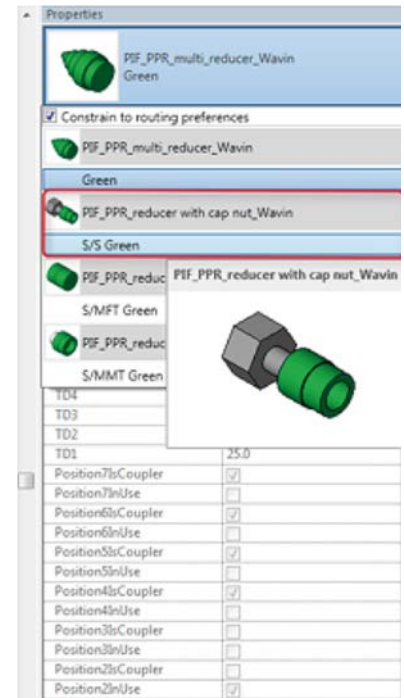 Properties
PIF_PPR_multi_reducer_Wavin
Green
Constrain to routing preferences
PIF_PPR_multi_reducer_Wavin
Green
PIF_PPR_reducer with cap nut_Wavin
S/S Green
PIF_PPR_reduc
PIF_PPR_reducer with cap nut_Wavin
S/MFT Green
PIF_PPR_reduc
S/MMT Green
TD4
TD3
TD2
TD1 25.0
Position7IsCoupler
Position7InUse
Position6IsCoupler
Position6InUse
Position5IsCoupler
Position5InUse
Position4IsCoupler
Position4InUse
Position3IsCoupler
Position3InUse
Position2IsCoupler
Position2InUse